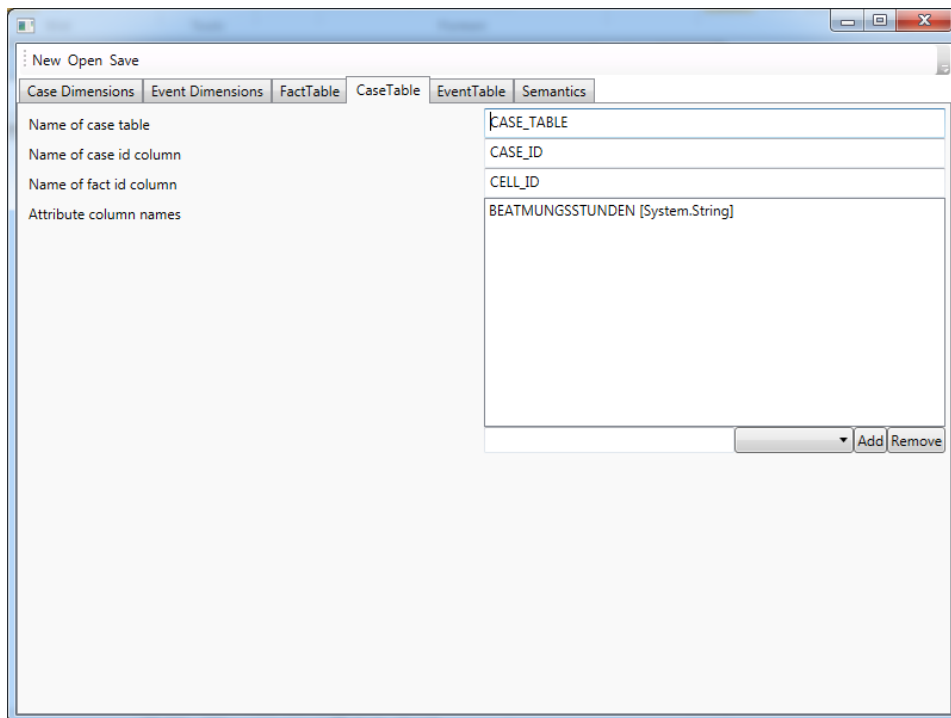 New Open Save
Case Dimensions Event Dimensions FactTable CaseTable EventTable Semantics
Name of case table CASE_TABLE
Name of case id column CASE_ID
Name of fact id column CELL_ID
Attribute column names BEATMUNGSSTUNDEN [System.String]
Add Remove